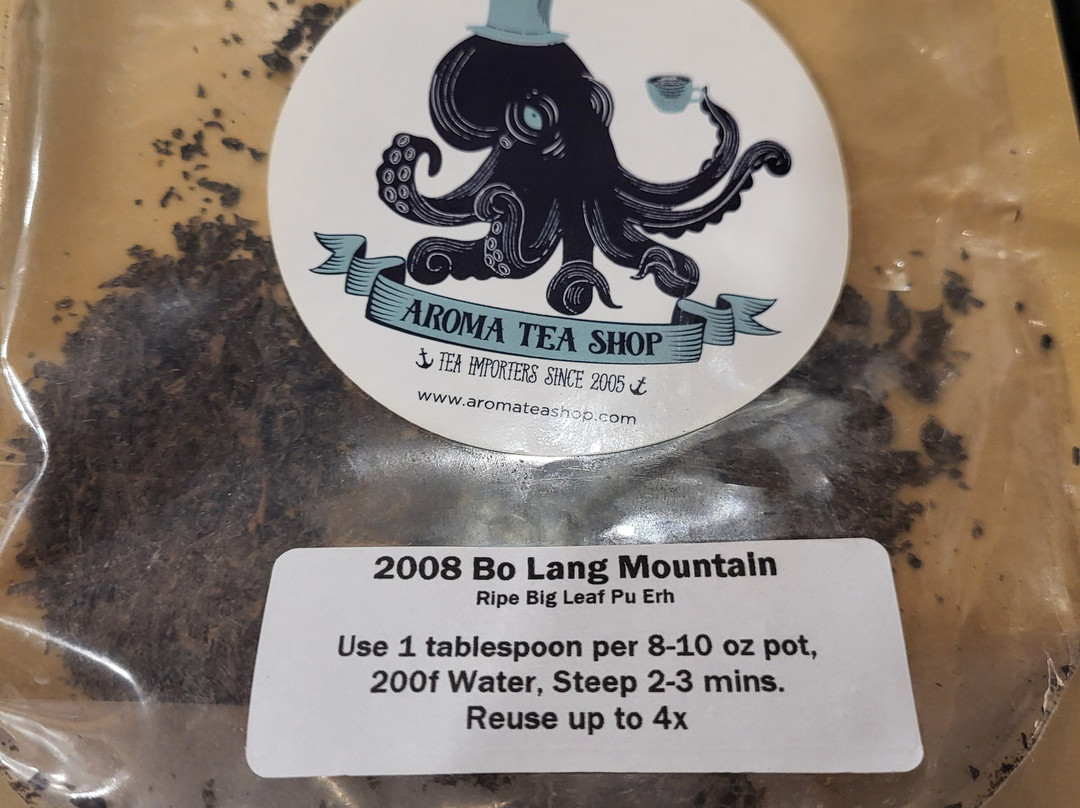 AROMA TEA SHOP
TEA IMPORTERS SINCE 2005
www.aromateashop.com
2008 Bo Lang Mountain
Ripe Big Leaf Pu Erh
Use 1 tablespoon per 8-10 oz pot,
200f Water, Steep 2-3 mins.
Reuse up to 4x